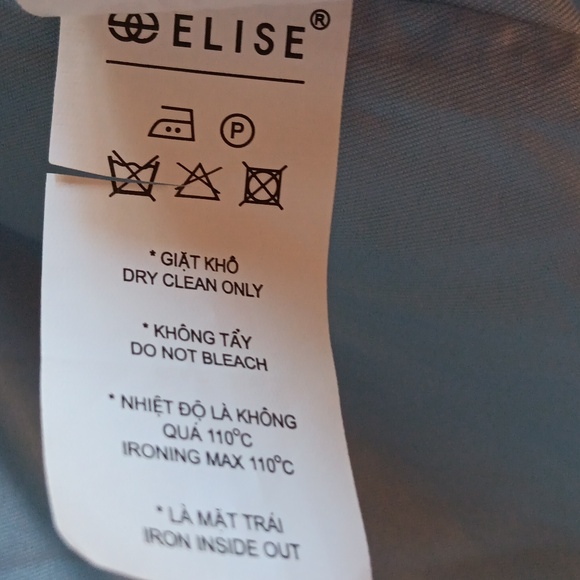 ELISE®
P
* GIẶT KHÔ
DRY CLEAN ONLY
* KHÔNG TẨY
DO NOT BLEACH
* NHIỆT ĐỘ LÀ KHÔNG
QUÁ 110°C
IRONING MAX 110°C
* LÀ MẶT TRÁI
IRON INSIDE OUT